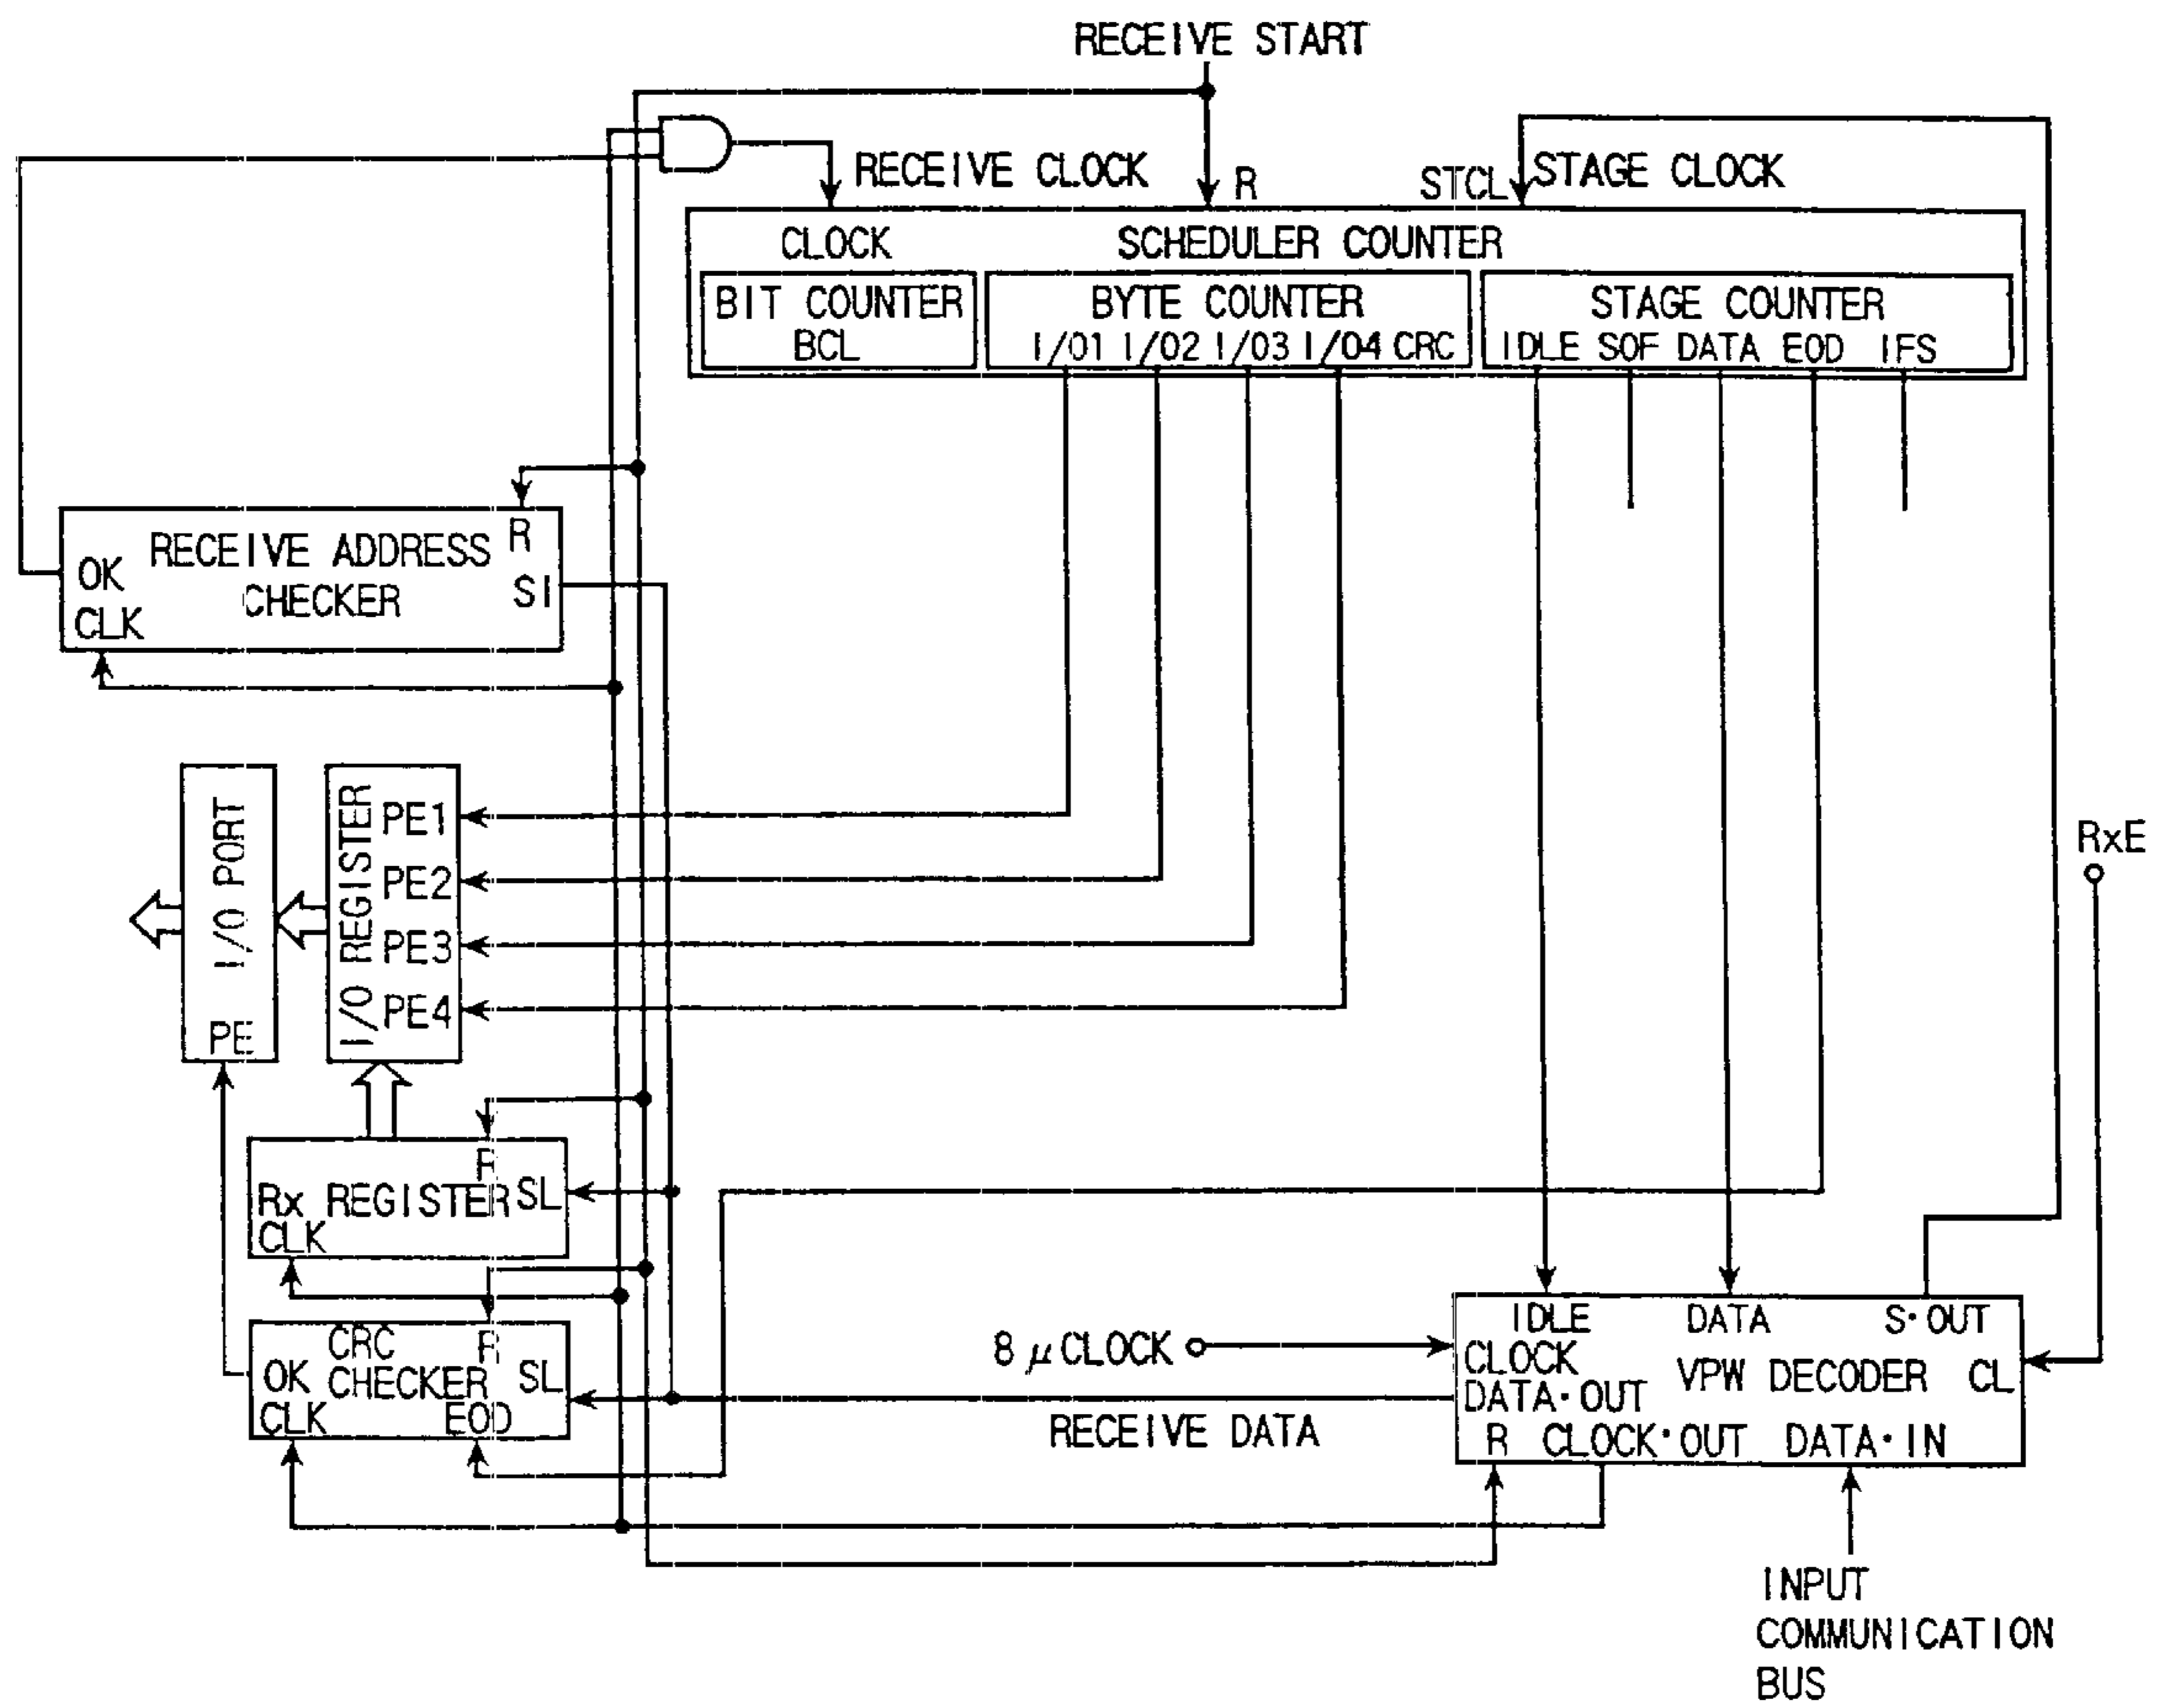 RECEIVE START
RECEIVE CLOCK
R
STCL
STAGE CLOCK
CLOCK
SCHEDULER COUNTER
BIT COUNTER
BCL
BYTE COUNTER
I/01 I/02 I/03 I/04 CRC
STAGE COUNTER
IDLE SOF DATA EOD IFS
R
RECEIVE ADDRESS
CHECKER
OK
CLK
SI
I/O PORT
PE
I/O REGISTER
PE1
PE2
PE3
PE4
RxE
R
Rx REGISTER
SL
CLK
CRC
CHECKER
R
OK
SL
CLK
EOD
8 μ CLOCK
RECEIVE DATA
IDLE
DATA
S·OUT
CLOCK
VPW DECODER
CL
DATA·OUT
R
CLOCK·OUT
DATA·IN
INPUT
COMMUNICATION
BUS